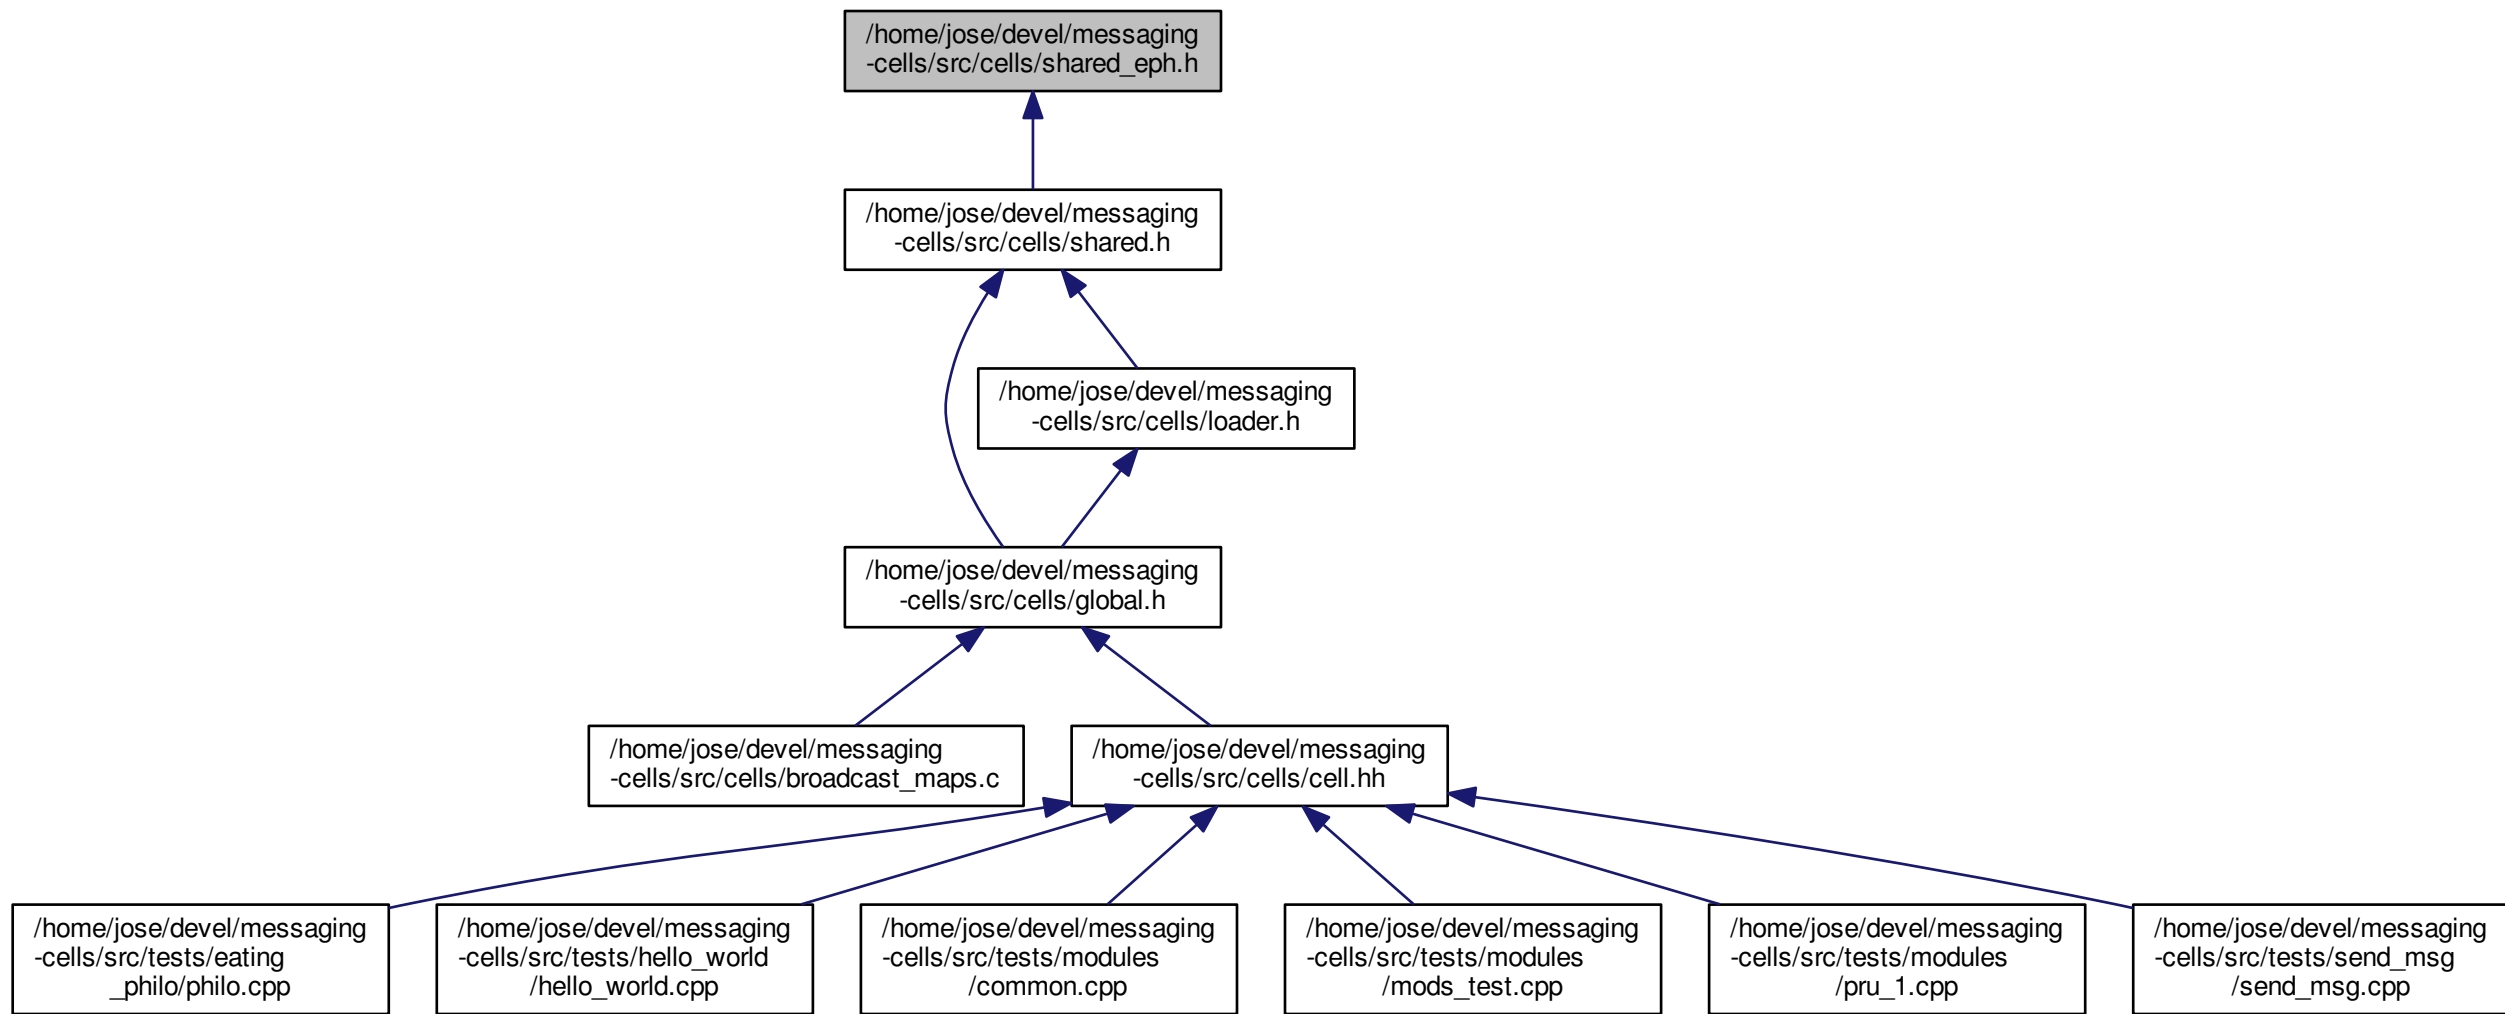 /home/jose/devel/messaging
-cells/src/cells/shared_eph.h
/home/jose/devel/messaging
-cells/src/cells/shared.h
/home/jose/devel/messaging
-cells/src/cells/loader.h
/home/jose/devel/messaging
-cells/src/cells/global.h
/home/jose/devel/messaging
-cells/src/cells/broadcast_maps.c
/home/jose/devel/messaging
-cells/src/cells/cell.hh
/home/jose/devel/messaging
-cells/src/tests/eating
_philo/philo.cpp
/home/jose/devel/messaging
-cells/src/tests/hello_world
/hello_world.cpp
/home/jose/devel/messaging
-cells/src/tests/modules
/common.cpp
/home/jose/devel/messaging
-cells/src/tests/modules
/mods_test.cpp
/home/jose/devel/messaging
-cells/src/tests/modules
/pru_1.cpp
/home/jose/devel/messaging
-cells/src/tests/send_msg
/send_msg.cpp